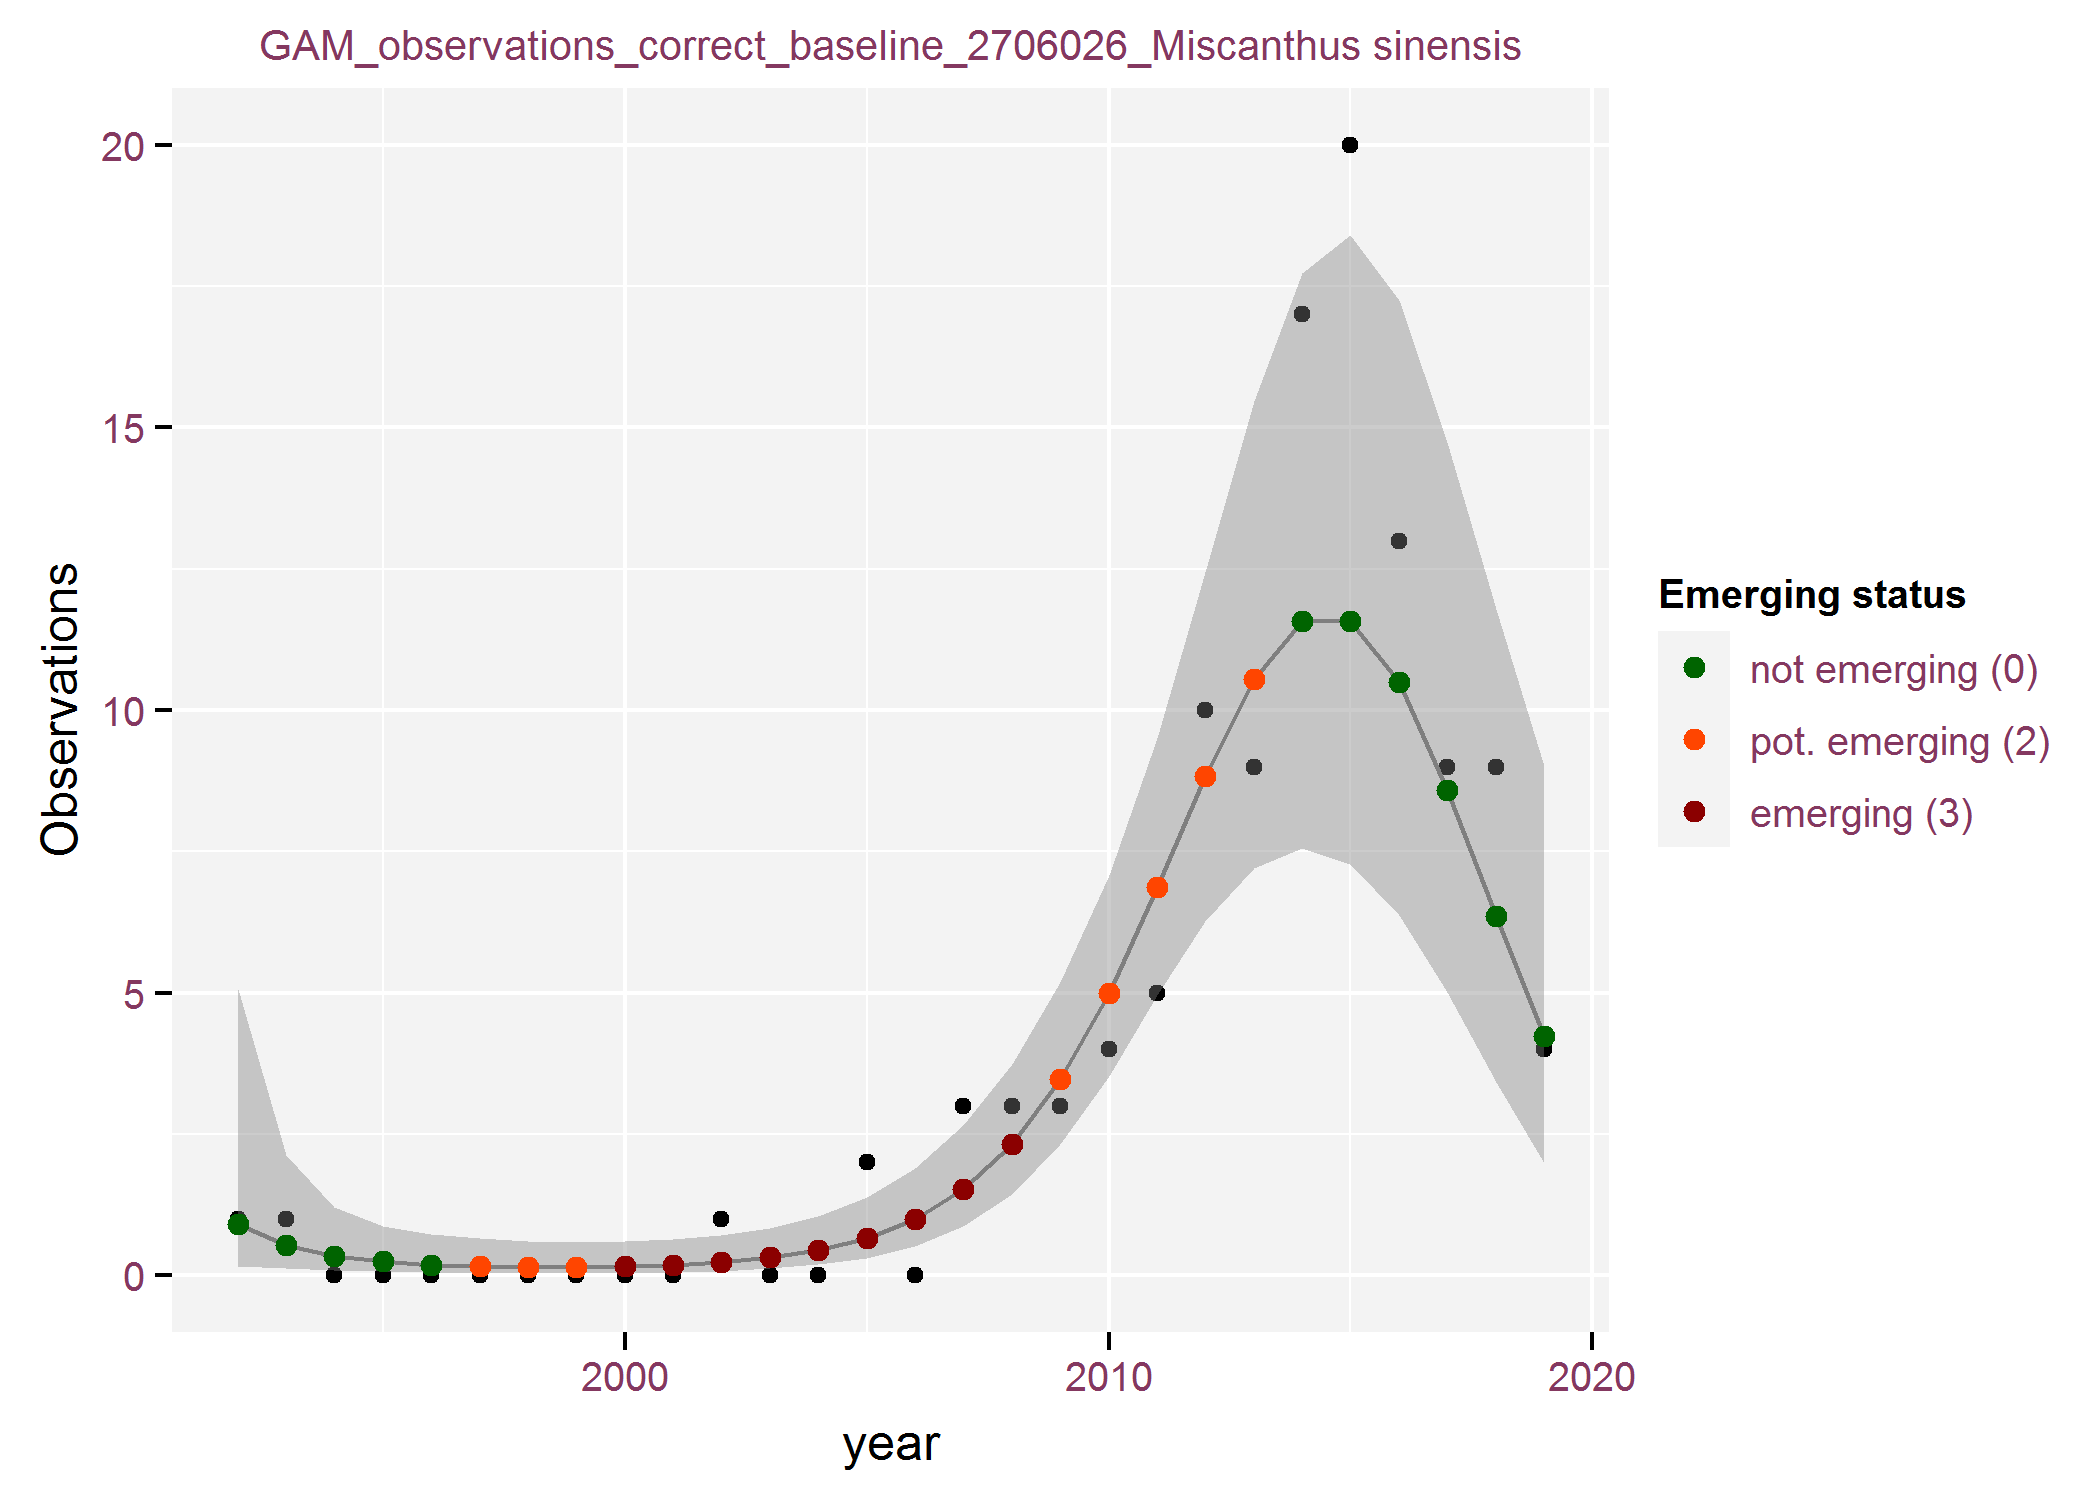 GAM_observations_correct_baseline_2706026_Miscanthus sinensis
Observations
20
15
10
5
0
2000
2010
2020
year
Emerging status
not emerging (0)
pot. emerging (2)
emerging (3)